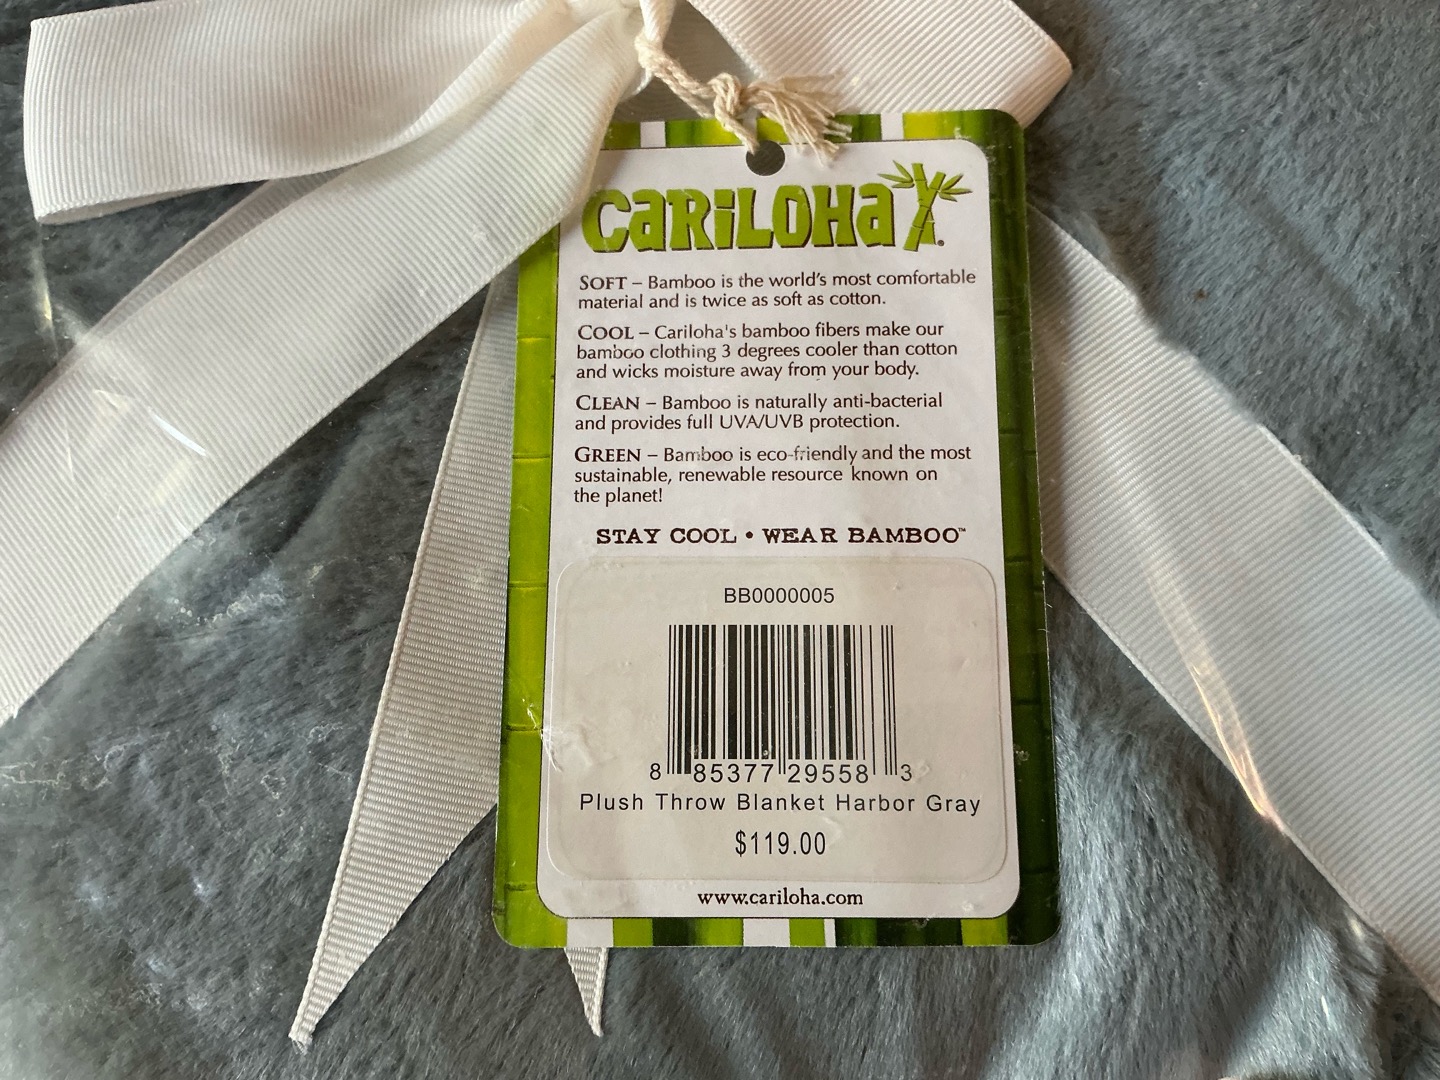 CARiLOHA
SOFT – Bamboo is the world's most comfortable
material and is twice as soft as cotton.
COOL – Cariloha's bamboo fibers make our
bamboo clothing 3 degrees cooler than cotton
and wicks moisture away from your body.
CLEAN – Bamboo is naturally anti-bacterial
and provides full UVA/UVB protection.
GREEN – Bamboo is eco-friendly and the most
sustainable, renewable resource known on
the planet!
STAY COOL • WEAR BAMBOO™
BB0000005
8 85377 29558 3
Plush Throw Blanket Harbor Gray
$119.00
www.cariloha.com